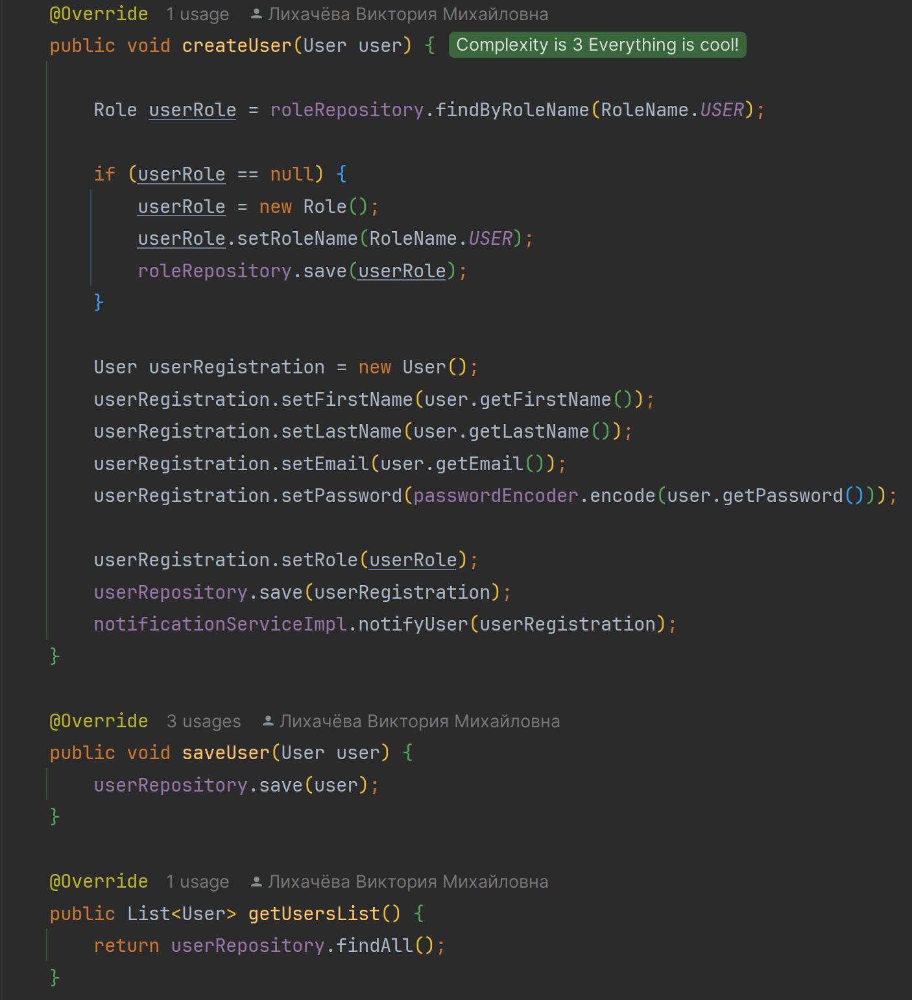 @Override 1 usage Лихачёва Виктория Михайловна
public void createUser(User user) { Complexity is 3 Everything is cool!
Role userRole = roleRepository.findByRoleName(RoleName.USER);
if (userRole == null) {
userRole = new Role();
userRole.setRoleName(RoleName.USER);
roleRepository.save(userRole);
}
User userRegistration = new User();
userRegistration.setFirstName(user.getFirstName());
userRegistration.setLastName(user.getLastName());
userRegistration.setEmail(user.getEmail());
userRegistration.setPassword(passwordEncoder.encode(user.getPassword()));
userRegistration.setRole(userRole);
userRepository.save(userRegistration);
notificationServiceImpl.notifyUser(userRegistration);
}
@Override 3 usages Лихачёва Виктория Михайловна
public void saveUser(User user) {
userRepository.save(user);
}
@Override 1 usage Лихачёва Виктория Михайловна
public List<User> getUsersList() {
return userRepository.findAll();
}